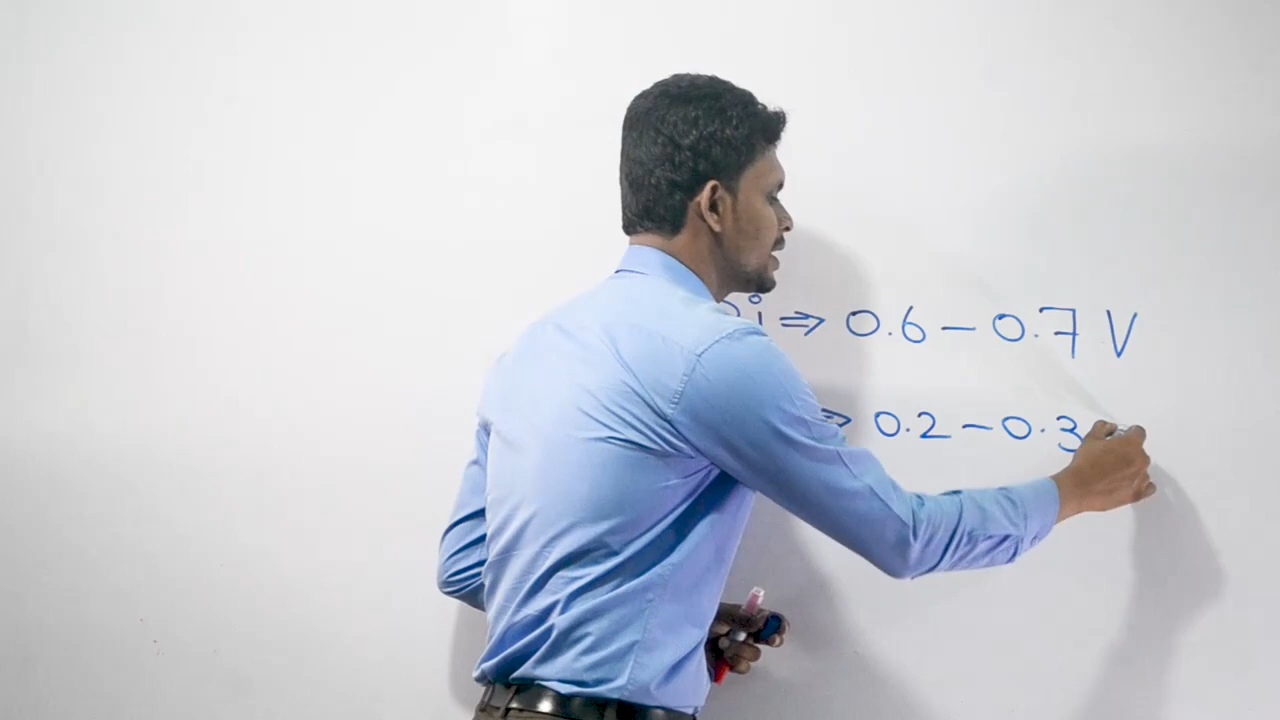 i ⇒ 0.6 – 0.7 V
⇒ 0.2 – 0.3